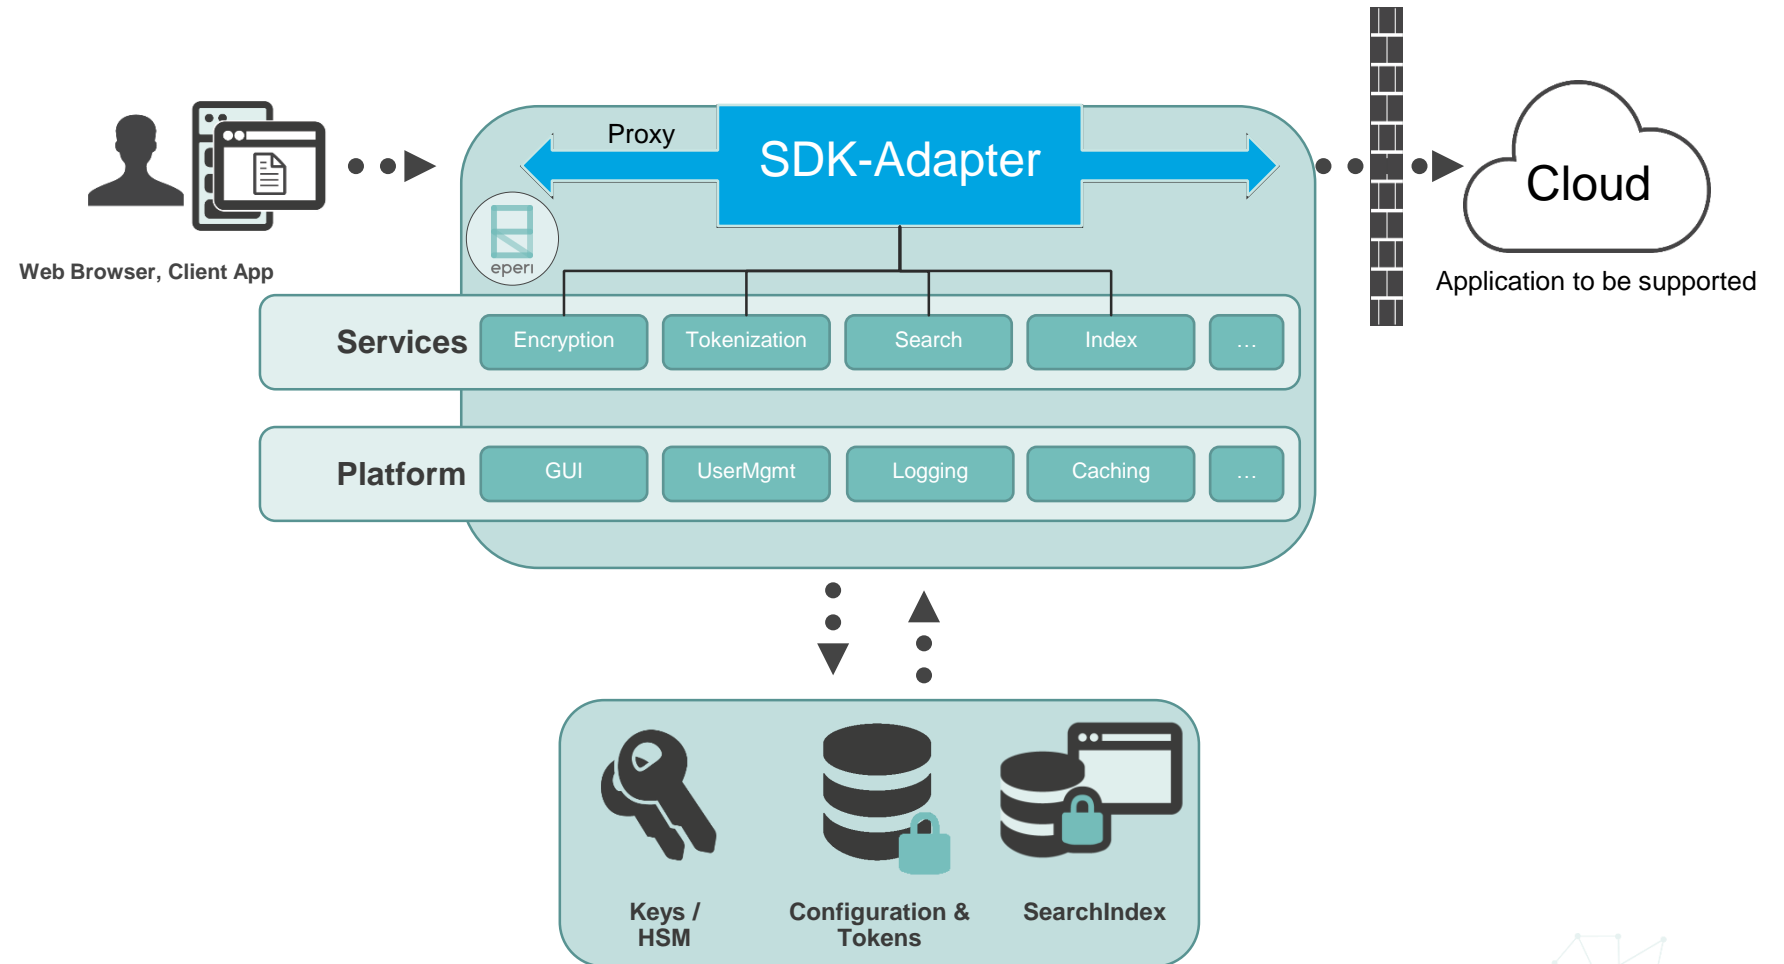 Proxy
SDK-Adapter
Cloud
eperi
Web Browser, Client App
Application to be supported
Services
Encryption
Tokenization
Search
Index
...
Platform
GUI
UserMgmt
Logging
Caching
...
Keys /
HSM
Configuration &
Tokens
SearchIndex